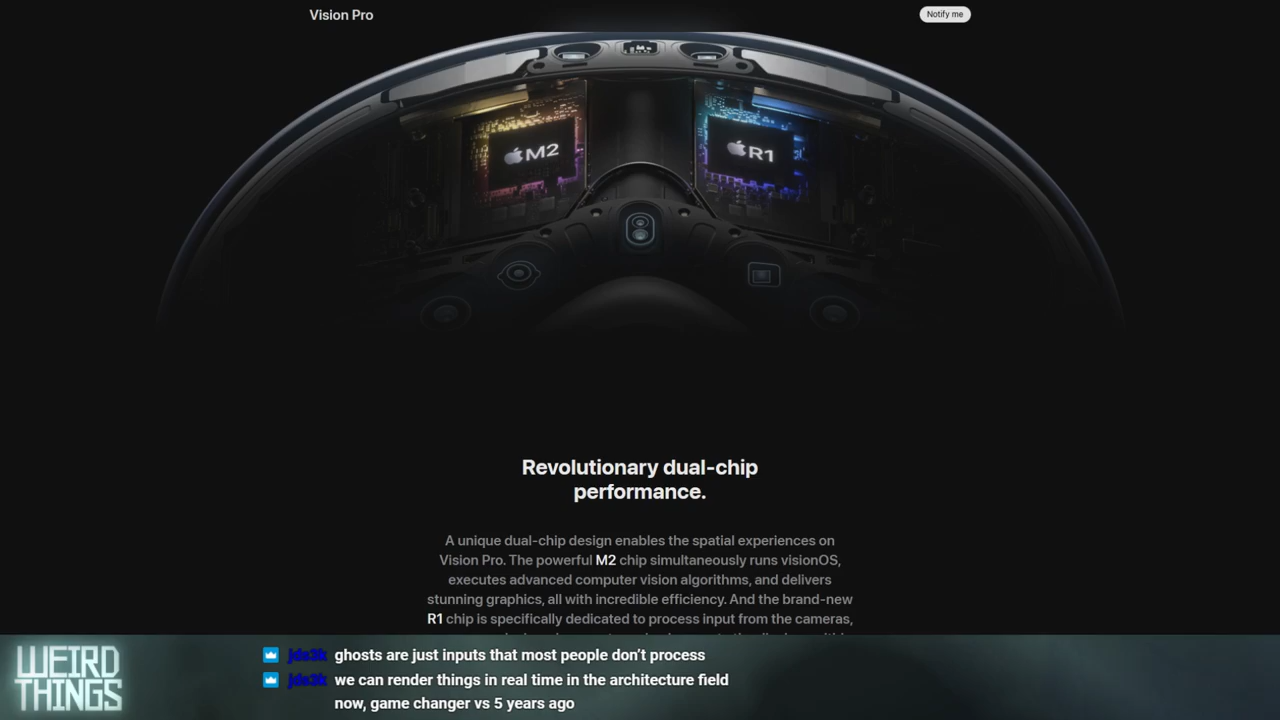 Vision Pro
Notify me
M2
R1
Revolutionary dual-chip
performance.
A unique dual-chip design enables the spatial experiences on
Vision Pro. The powerful M2 chip simultaneously runs visionOS,
executes advanced computer vision algorithms, and delivers
stunning graphics, all with incredible efficiency. And the brand-new
R1 chip is specifically dedicated to process input from the cameras,
WEIRD
THINGS
ghosts are just inputs that most people don’t process
we can render things in real time in the architecture field
now, game changer vs 5 years ago